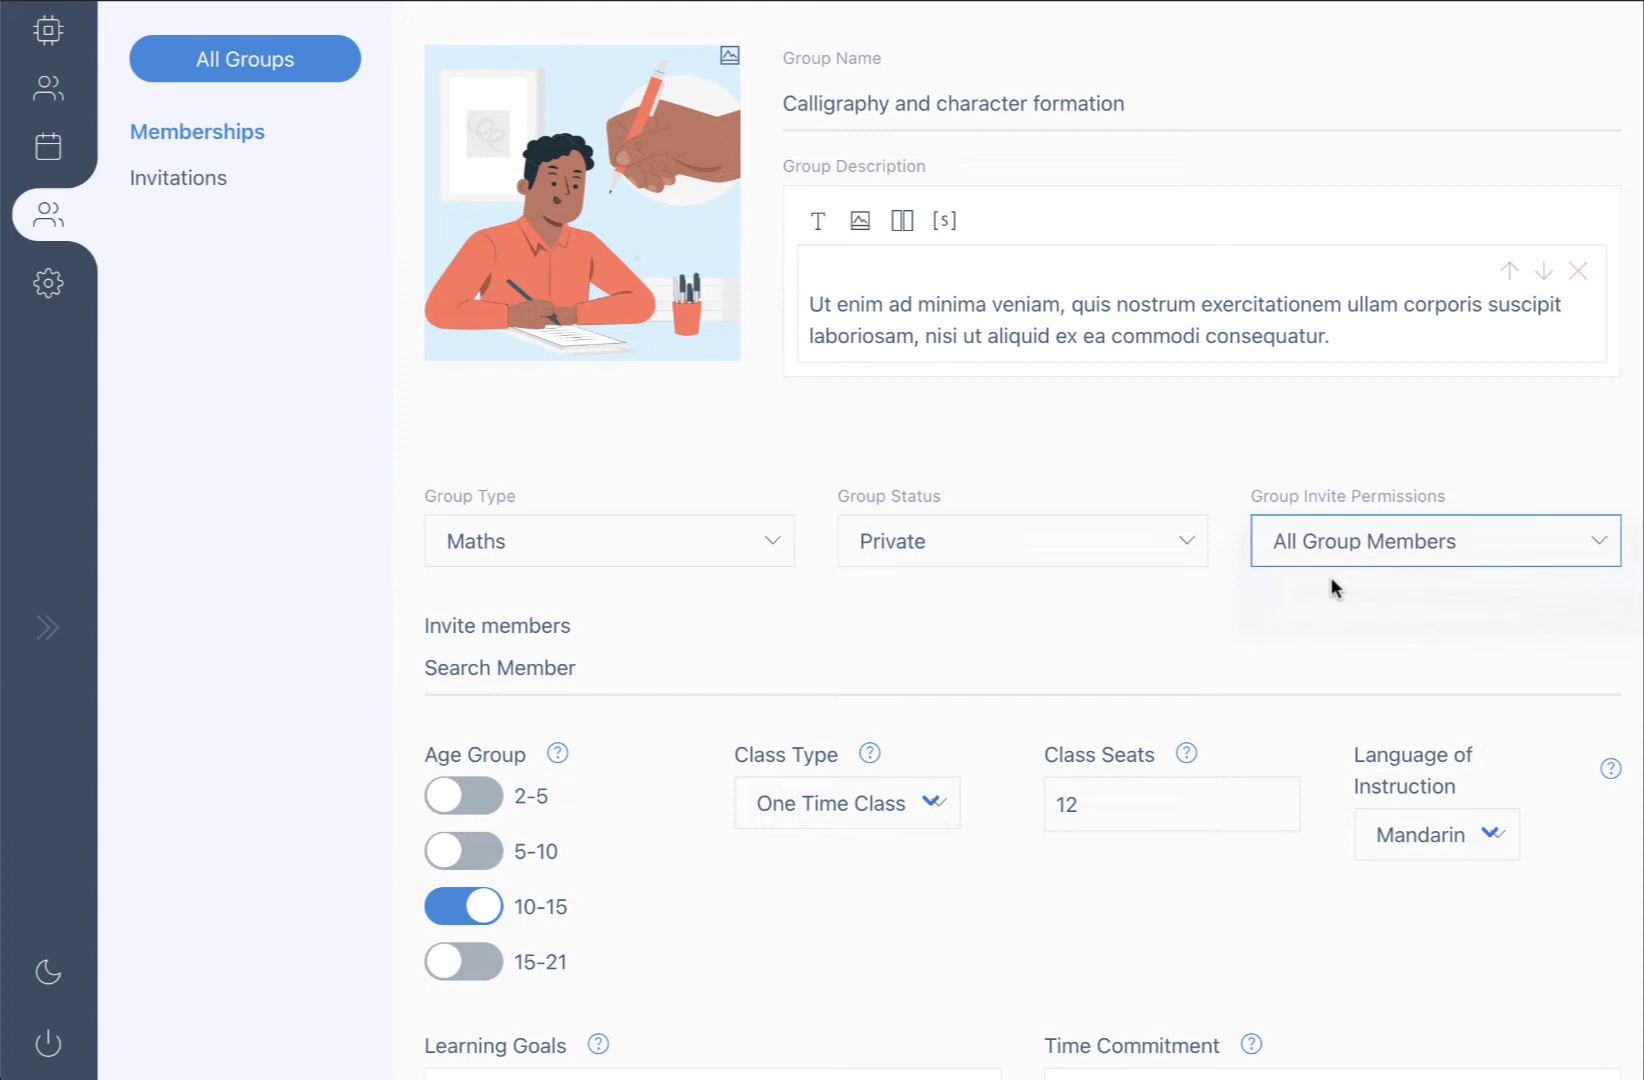 All Groups
Memberships
Invitations
Group Name
Calligraphy and character formation
Group Description
T [s]
Ut enim ad minima veniam, quis nostrum exercitationem ullam corporis suscipit
laboriosam, nisi ut aliquid ex ea commodi consequatur.
Group Type
Group Status
Group Invite Permissions
Maths
Private
All Group Members
Invite members
Search Member
Age Group ?
Class Type ?
Class Seats ?
Language of
Instruction ?
2-5
5-10
10-15
15-21
One Time Class
12
Mandarin
Learning Goals ?
Time Commitment ?